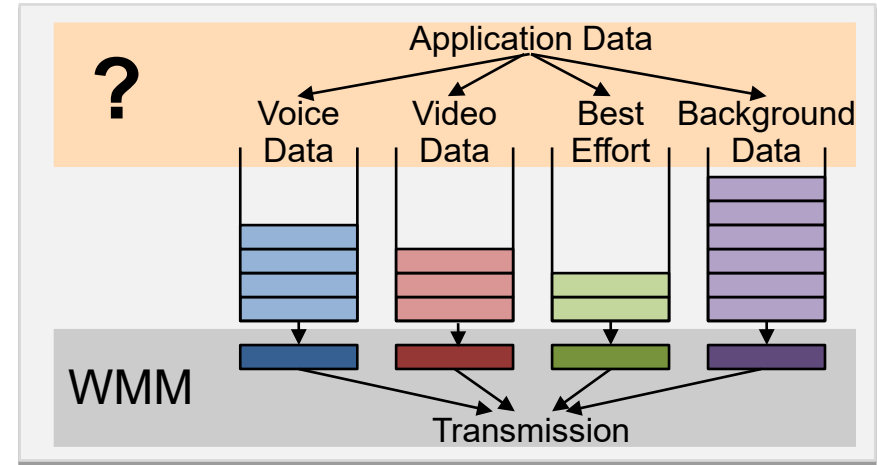 Application Data
?
Voice Data
Video Data
Best Effort
Background Data
WMM
Transmission